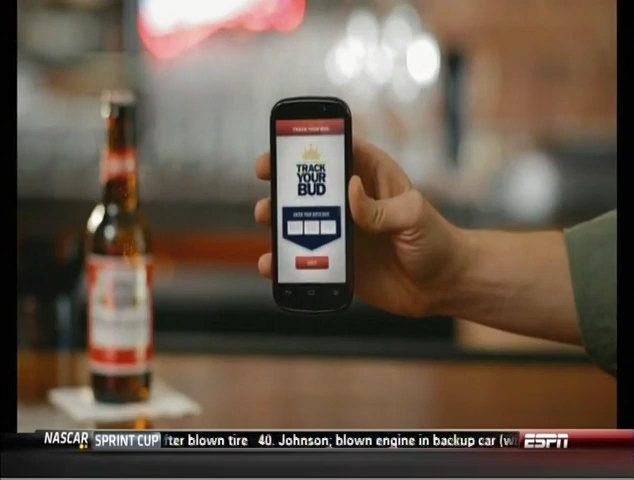 TRACK YOUR BUD
TRACK
YOUR
BUD
NASCAR SPRINT CUP ter blown tire 40. Johnson, blown engine in backup car (w ESPN